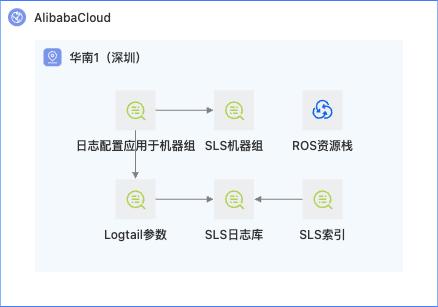 AlibabaCloud
华南1（深圳）
日志配置应用于机器组
SLS机器组
ROS资源栈
Logtail参数
SLS日志库
SLS索引